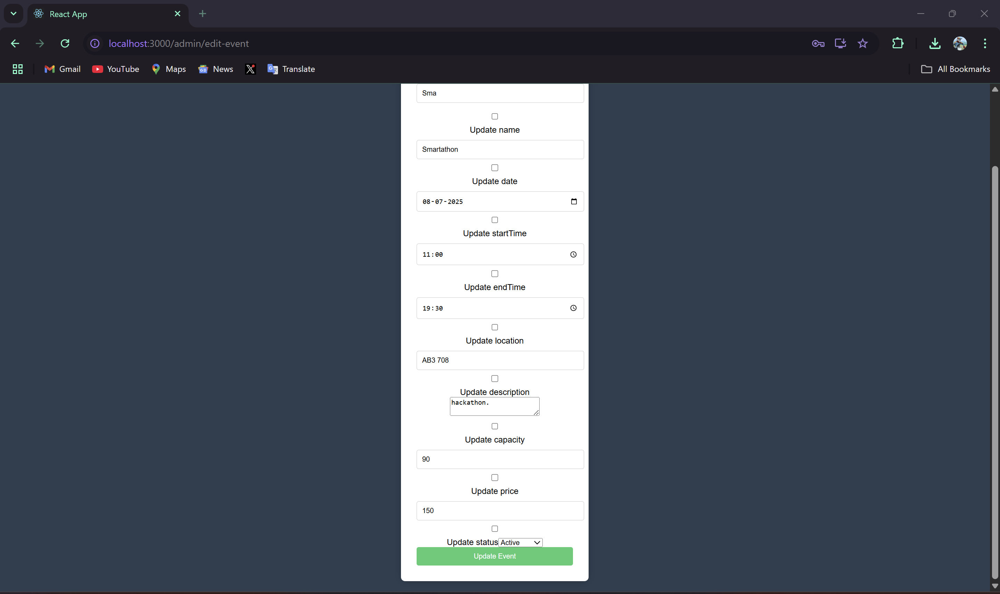 React App
localhost:3000/admin/edit-event
Gmail
YouTube
Maps
News
Translate
All Bookmarks
Sma
Update name
Smartathon
Update date
08-07-2025
Update startTime
11:00
Update endTime
19:30
Update location
AB3 708
Update description
hackathon.
Update capacity
90
Update price
150
Update status Active
Update Event